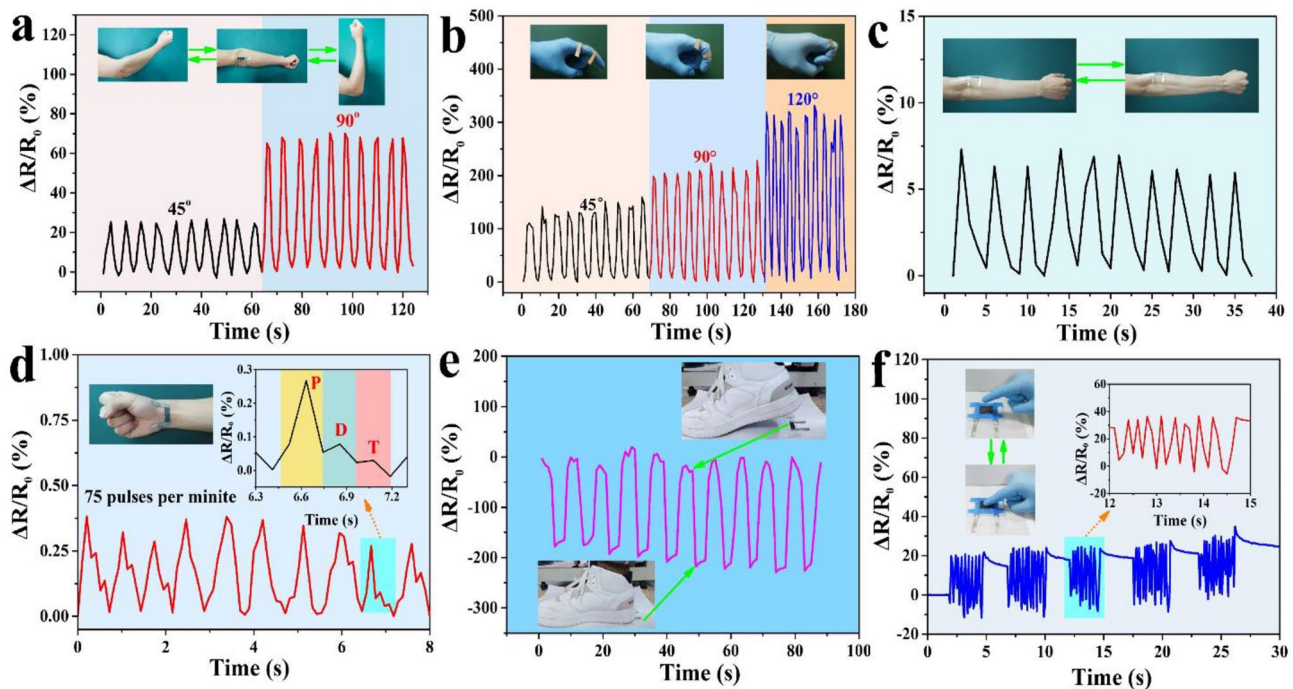 a
ΔR/R₀ (%)
130
120
100
80
60
40
20
0
45°
90°
0 20 40 60 80 100 120
Time (s)
b
ΔR/R₀ (%)
500
400
300
200
100
0
45°
90°
120°
0 20 40 60 80 100 120 140 160 180
Time (s)
c
ΔR/R₀ (%)
15
10
5
0
0 5 10 15 20 25 30 35 40
Time (s)
d
ΔR/R₀ (%)
1.00
0.75
0.50
0.25
0.00
75 pulses per minite
0 2 4 6 8
Time (s)
ΔR/R₀ (%)
0.3
0.2
0.1
0.0
P
D
T
6.3 6.6 6.9 7.2
Time (s)
e
ΔR/R₀ (%)
200
100
0
-100
-200
-300
0 20 40 60 80 100
Time (s)
f
ΔR/R₀ (%)
120
100
80
60
40
20
0
-20
0 5 10 15 20 25 30
Time (s)
ΔR/R₀ (%)
60
40
20
0
-20
12 13 14 15
Time (s)